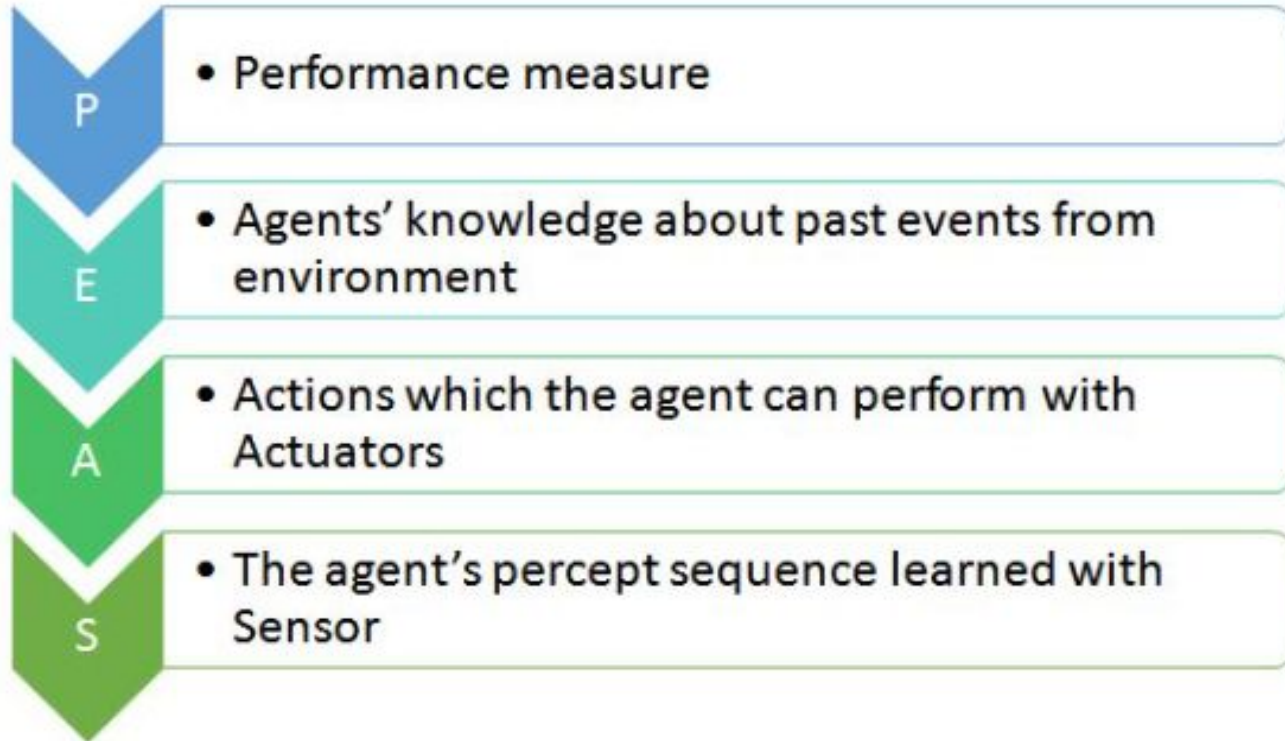 P
• Performance measure
E
• Agents’ knowledge about past events from
environment
A
• Actions which the agent can perform with
Actuators
S
• The agent’s percept sequence learned with
Sensor